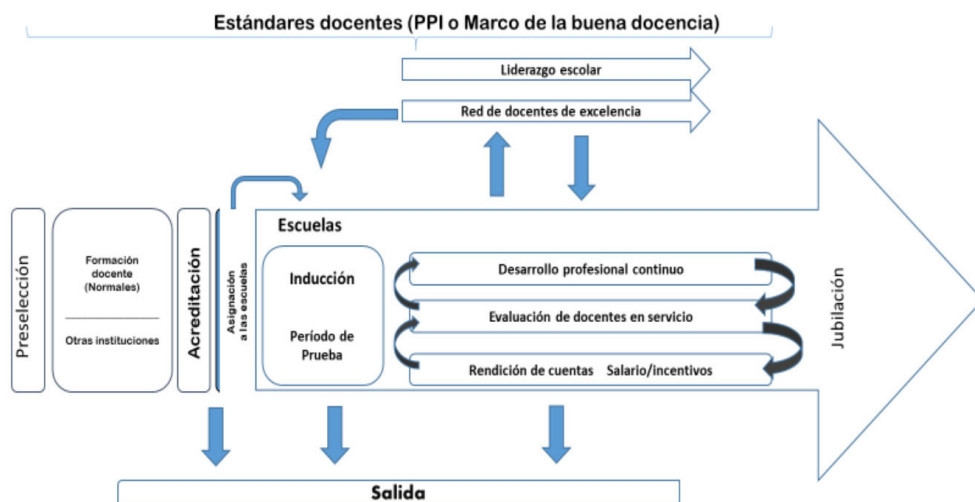 Estándares docentes (PPI o Marco de la buena docencia)
Liderazgo escolar
Red de docentes de excelencia
Preselección
Formación
docente
(Normales)
Otras instituciones
Acreditación
Asignación
a las escuelas
Escuelas
Inducción
Período de
Prueba
Desarrollo profesional continuo
Evaluación de docentes en servicio
Rendición de cuentas Salario/incentivos
Jubilación
Salida